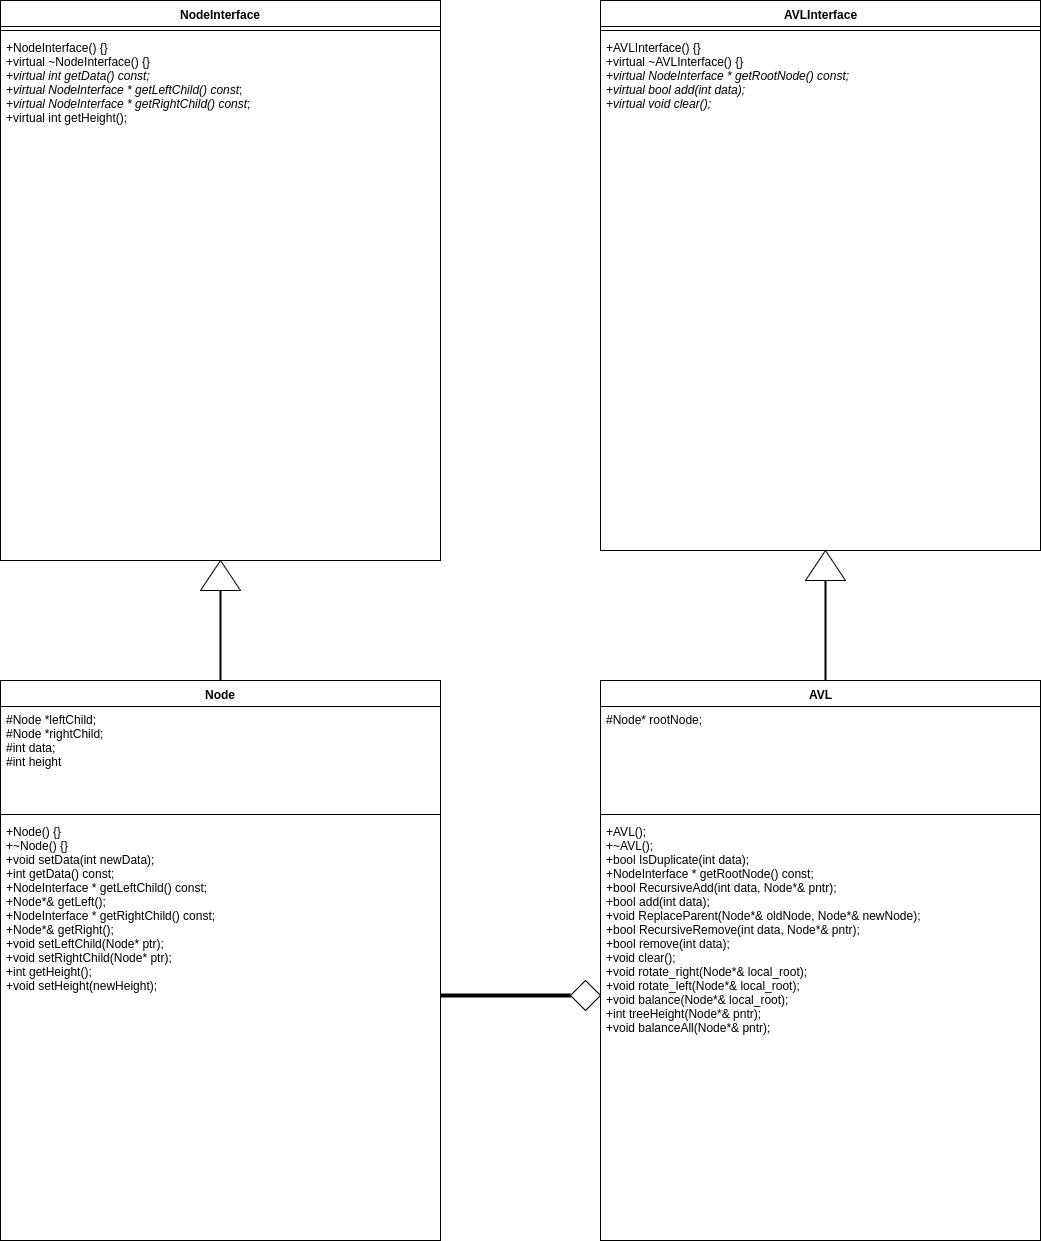 NodeInterface
+NodeInterface() {}
+virtual ~NodeInterface() {}
+virtual int getData() const;
+virtual NodeInterface * getLeftChild() const;
+virtual NodeInterface * getRightChild() const;
+virtual int getHeight();
AVLInterface
+AVLInterface() {}
+virtual ~AVLInterface() {}
+virtual NodeInterface * getRootNode() const;
+virtual bool add(int data);
+virtual void clear();
Node
#Node *leftChild;
#Node *rightChild;
#int data;
#int height
+Node() {}
+~Node() {}
+void setData(int newData);
+int getData() const;
+NodeInterface * getLeftChild() const;
+Node*& getLeft();
+NodeInterface * getRightChild() const;
+Node*& getRight();
+void setLeftChild(Node* ptr);
+void setRightChild(Node* ptr);
+int getHeight();
+void setHeight(newHeight);
AVL
#Node* rootNode;
+AVL();
+~AVL();
+bool IsDuplicate(int data);
+NodeInterface * getRootNode() const;
+bool RecursiveAdd(int data, Node*& pntr);
+bool add(int data);
+void ReplaceParent(Node*& oldNode, Node*& newNode);
+bool RecursiveRemove(int data, Node*& pntr);
+bool remove(int data);
+void clear();
+void rotate_right(Node*& local_root);
+void rotate_left(Node*& local_root);
+void balance(Node*& local_root);
+int treeHeight(Node*& pntr);
+void balanceAll(Node*& pntr);